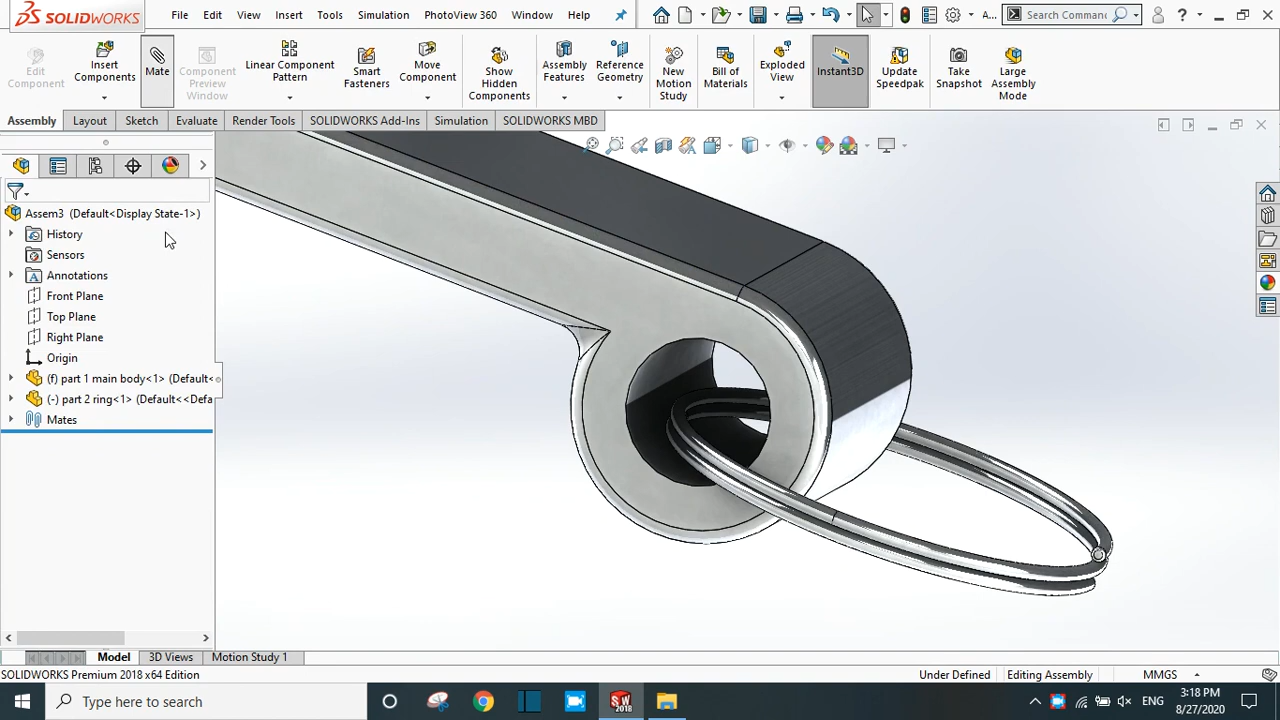 SOLIDWORKS File Edit View Insert Tools Simulation PhotoView 360 Window Help A... Search Comman
Edit Component
Insert Components
Mate
Component Preview Window
Linear Component Pattern
Smart Fasteners
Move Component
Show Hidden Components
Assembly Features
Reference Geometry
New Motion Study
Bill of Materials
Exploded View
Instant3D
Update Speedpak
Take Snapshot
Large Assembly Mode
Assembly Layout Sketch Evaluate Render Tools SOLIDWORKS Add-Ins Simulation SOLIDWORKS MBD
Assem3 (Default<Display State-1>)
History
Sensors
Annotations
Front Plane
Top Plane
Right Plane
Origin
(f) part 1 main body<1> (Default<
(-) part 2 ring<1> (Default<<Defa
Mates
Model 3D Views Motion Study 1
SOLIDWORKS Premium 2018 x64 Edition Under Defined Editing Assembly MMGS
Type here to search SW 2018 ENG 3:18 PM
8/27/2020